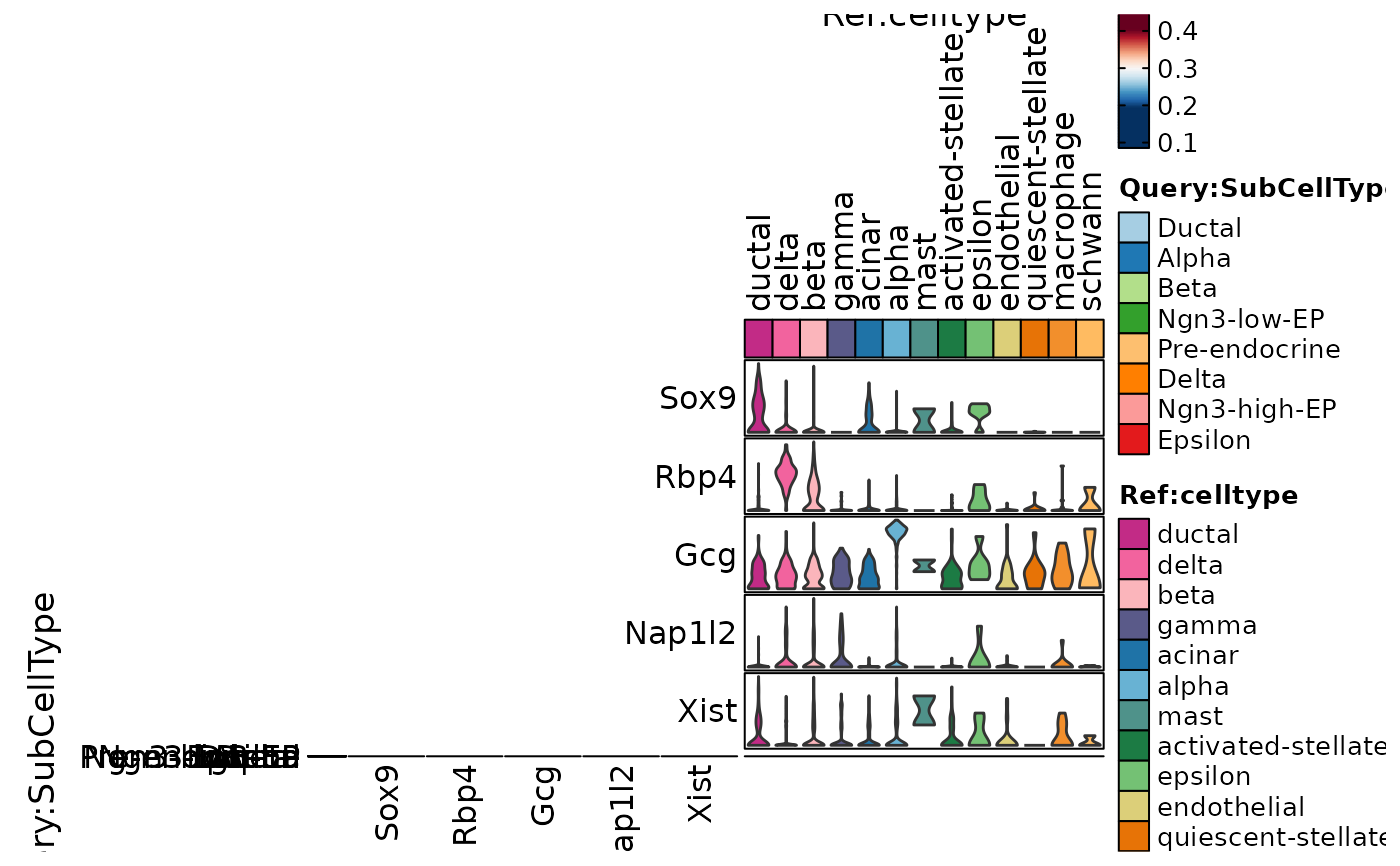 Ref:celltype
ductal
delta
beta
gamma
acinar
alpha
mast
activated-stellate
epsilon
endothelial
quiescent-stellate
macrophage
schwann
Sox9
Rbp4
Gcg
Nap1l2
Xist
ry:SubCellType
Sox9
Rbp4
Gcg
ap1l2
Xist
0.4
0.3
0.2
0.1
Query:SubCellType
Ductal
Alpha
Beta
Ngn3-low-EP
Pre-endocrine
Delta
Ngn3-high-EP
Epsilon
Ref:celltype
ductal
delta
beta
gamma
acinar
alpha
mast
activated-stellate
epsilon
endothelial
quiescent-stellate